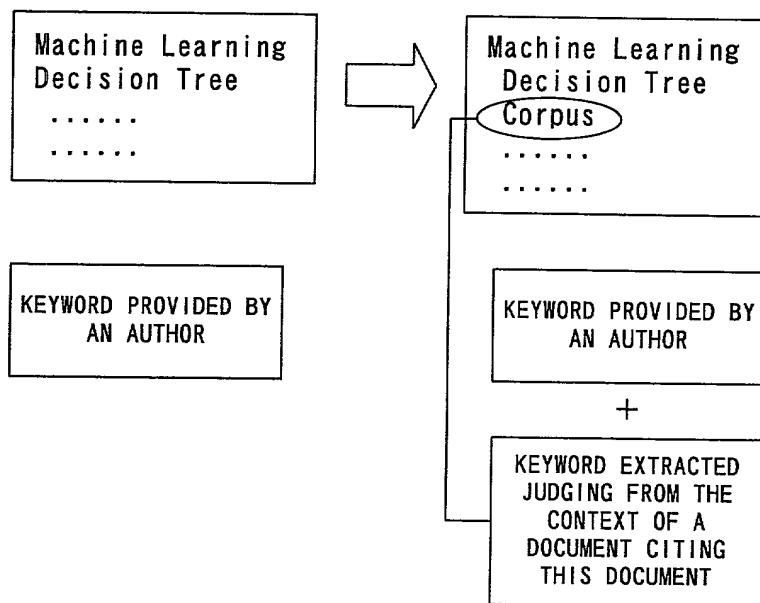 Machine Learning
Decision Tree
......
......
KEYWORD PROVIDED BY
AN AUTHOR
Machine Learning
Decision Tree
Corpus
......
......
KEYWORD PROVIDED BY
AN AUTHOR
+
KEYWORD EXTRACTED
JUDGING FROM THE
CONTEXT OF A
DOCUMENT CITING
THIS DOCUMENT